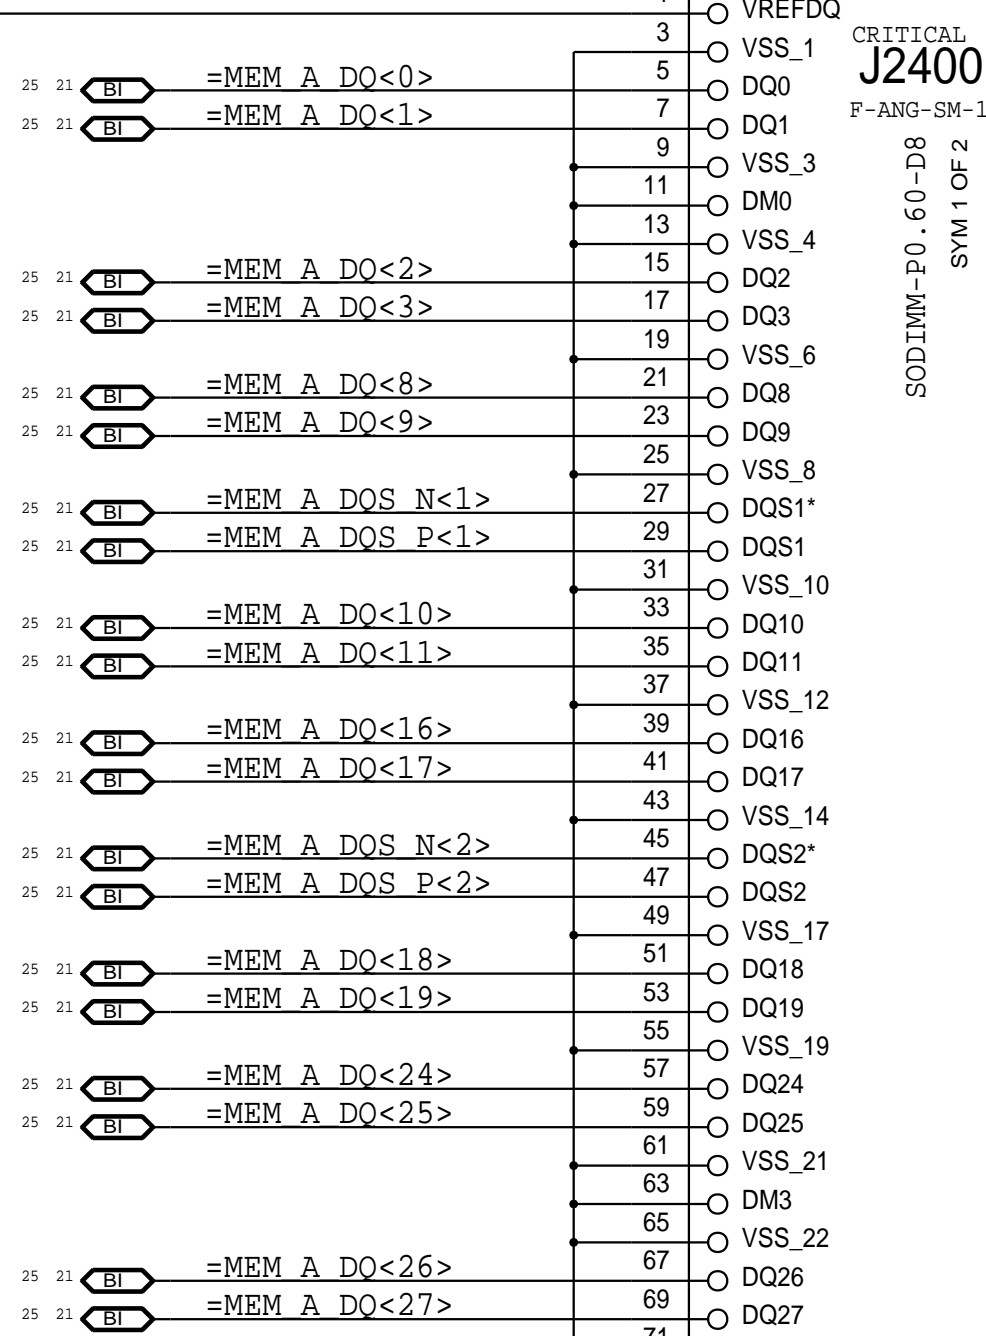 VREFDQ
3 VSS_1
CRITICAL
J2400
F-ANG-SM-1
SODIMM-P0.60-D8
SYM 1 OF 2
25 21 BI =MEM_A_DQ<0> 5 DQ0
25 21 BI =MEM_A_DQ<1> 7 DQ1
9 VSS_3
11 DM0
13 VSS_4
25 21 BI =MEM_A_DQ<2> 15 DQ2
25 21 BI =MEM_A_DQ<3> 17 DQ3
19 VSS_6
25 21 BI =MEM_A_DQ<8> 21 DQ8
25 21 BI =MEM_A_DQ<9> 23 DQ9
25 VSS_8
25 21 BI =MEM_A_DQS_N<1> 27 DQS1*
25 21 BI =MEM_A_DQS_P<1> 29 DQS1
31 VSS_10
25 21 BI =MEM_A_DQ<10> 33 DQ10
25 21 BI =MEM_A_DQ<11> 35 DQ11
37 VSS_12
25 21 BI =MEM_A_DQ<16> 39 DQ16
25 21 BI =MEM_A_DQ<17> 41 DQ17
43 VSS_14
25 21 BI =MEM_A_DQS_N<2> 45 DQS2*
25 21 BI =MEM_A_DQS_P<2> 47 DQS2
49 VSS_17
25 21 BI =MEM_A_DQ<18> 51 DQ18
25 21 BI =MEM_A_DQ<19> 53 DQ19
55 VSS_19
25 21 BI =MEM_A_DQ<24> 57 DQ24
25 21 BI =MEM_A_DQ<25> 59 DQ25
61 VSS_21
63 DM3
65 VSS_22
25 21 BI =MEM_A_DQ<26> 67 DQ26
25 21 BI =MEM_A_DQ<27> 69 DQ27
71